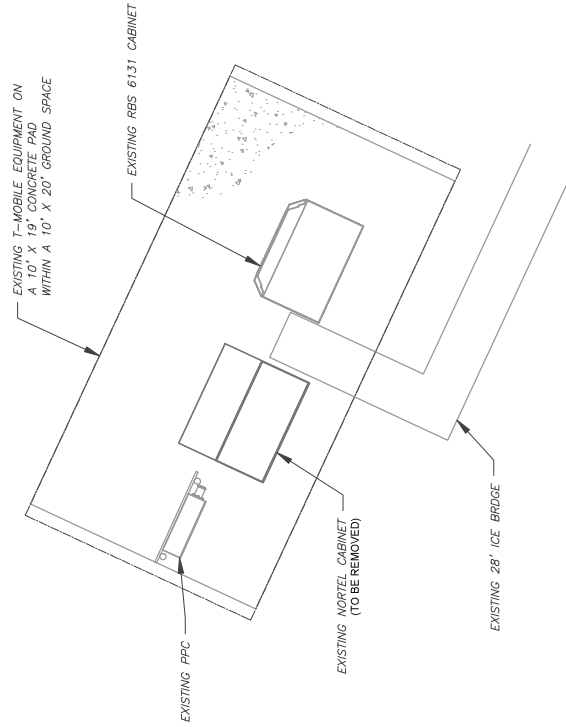 EXISTING T-MOBILE EQUIPMENT ON
A 10' X 19' CONCRETE PAD
WITHIN A 10' X 20' GROUND SPACE
EXISTING RBS 6131 CABINET
EXISTING PPC
EXISTING NORTEL CABINET
(TO BE REMOVED)
EXISTING 28' ICE BRDGE